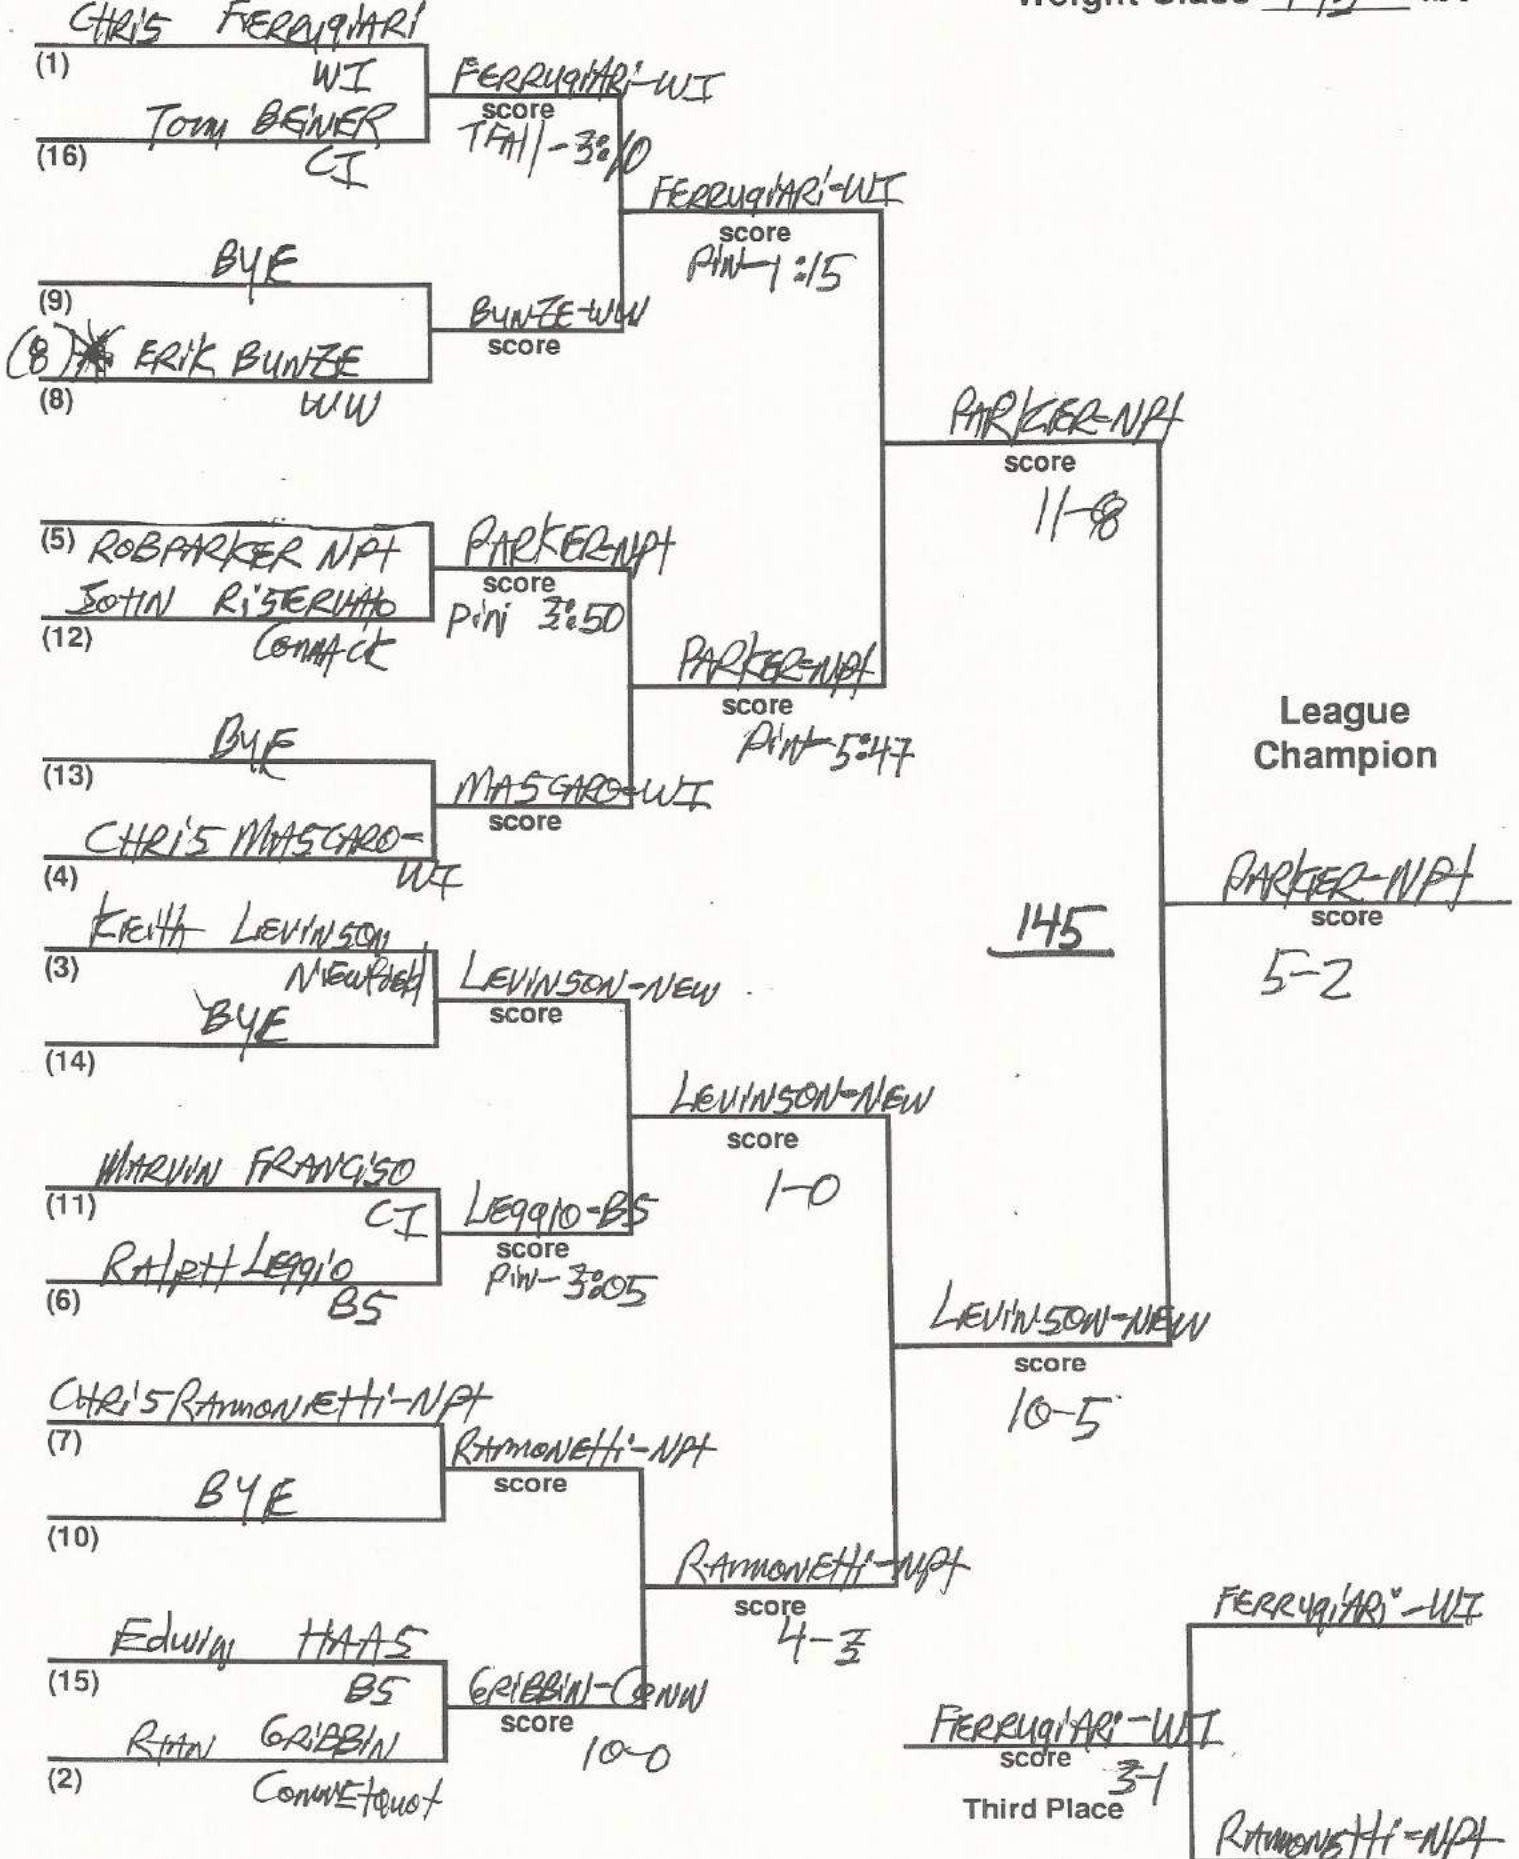 Weight Class 145
CHRIS FERRUGIARI
(1)
WI
FERRUGIARI-WI
score
TFAll-3:10
TOM BEINER
(16)
CI
FERRUGIARI-WI
score
PIN-1:15
BYE
(9)
BUNZE-WW
score
(8) ERIK BUNZE
(8)
WW
PARKER-NPt
score
11-8
(5) ROB PARKER NPt
PARKER-NPt
score
PIN 3:50
JOHN
(12)
PARKER-NPt
score
PIN-5:47
BYE
(13)
MASCARO-WI
score
CHRIS MASCARO-
(4)
WI
League
Champion
PARKER-NPt
score
5-2
145
KEITH LEVINSON
(3)
NEWFIELD
LEVINSON-NEW
score
BYE
(14)
LEVINSON-NEW
score
1-0
MARVIN FRANCISO
(11)
CI
LEGGIO-BS
score
PIN-3:05
RALPH LEGGIO
(6)
BS
LEVINSON-NEW
score
10-5
CHRIS RAMMONETTI-NPt
(7)
RAMMONETTI-NPt
score
BYE
(10)
RAMMONETTI-NPt
score
4-3
Edwin HAAS
(15)
BS
GRIBBIN-CONN
score
10-0
RYAN GRIBBIN
(2)
CONNETQUOT
FERRUGIARI-WI
FERRUGIARI-WI
score
3-1
Third Place
RAMMONETTI-NPt